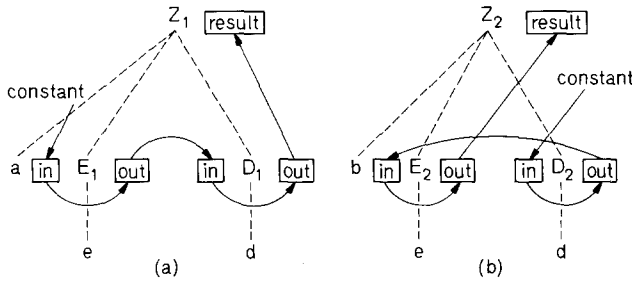 Z1 result
constant
a in E1 out in D1 out
e d
(a)
Z2 result
constant
b in E2 out in D2 out
e d
(b)